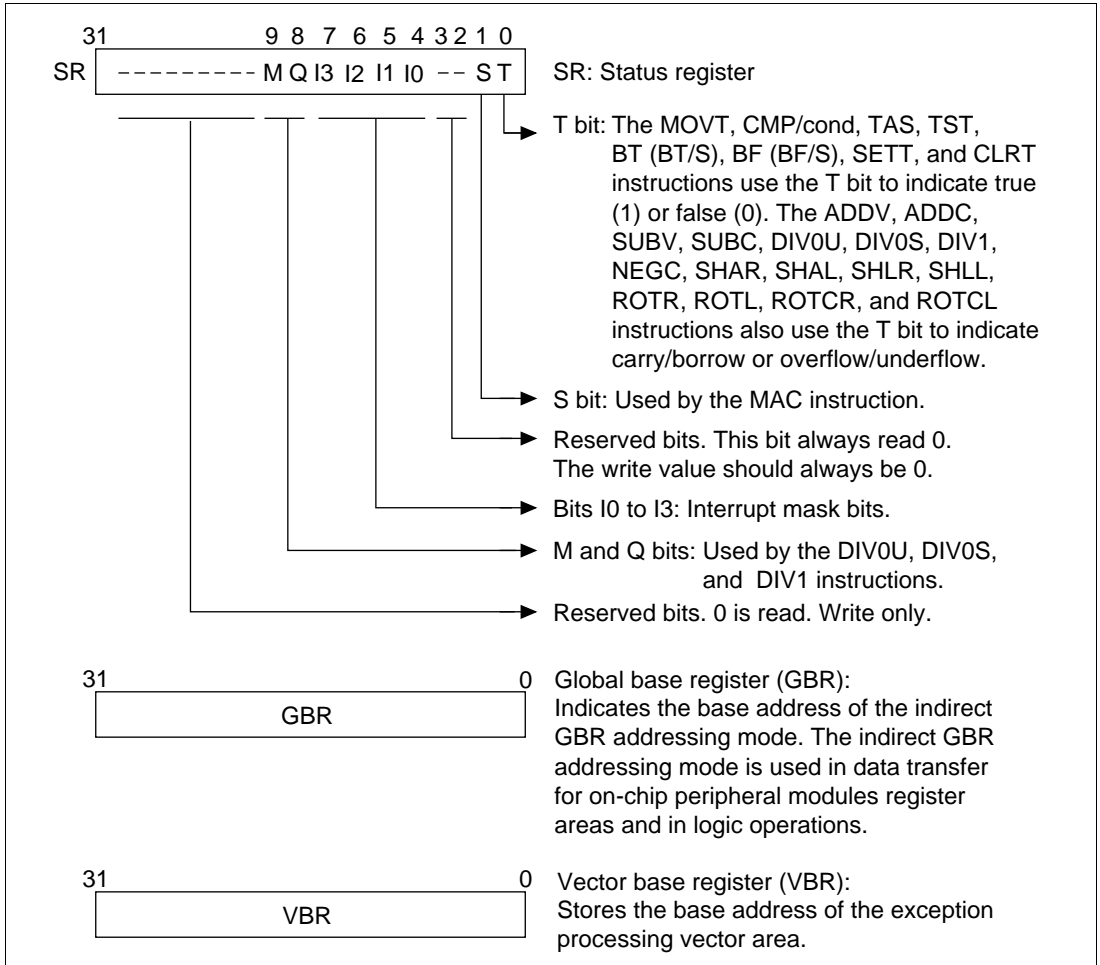 31 9 8 7 6 5 4 3 2 1 0
SR --------- M Q I3 I2 I1 I0 -- S T SR: Status register
T bit: The MOVT, CMP/cond, TAS, TST,
BT (BT/S), BF (BF/S), SETT, and CLRT
instructions use the T bit to indicate true
(1) or false (0). The ADDV, ADDC,
SUBV, SUBC, DIV0U, DIV0S, DIV1,
NEGC, SHAR, SHAL, SHLR, SHLL,
ROTR, ROTL, ROTCR, and ROTCL
instructions also use the T bit to indicate
carry/borrow or overflow/underflow.
S bit: Used by the MAC instruction.
Reserved bits. This bit always read 0.
The write value should always be 0.
Bits I0 to I3: Interrupt mask bits.
M and Q bits: Used by the DIV0U, DIV0S,
and DIV1 instructions.
Reserved bits. 0 is read. Write only.
31 0 Global base register (GBR):
GBR
Indicates the base address of the indirect
GBR addressing mode. The indirect GBR
addressing mode is used in data transfer
for on-chip peripheral modules register
areas and in logic operations.
31 0 Vector base register (VBR):
VBR
Stores the base address of the exception
processing vector area.